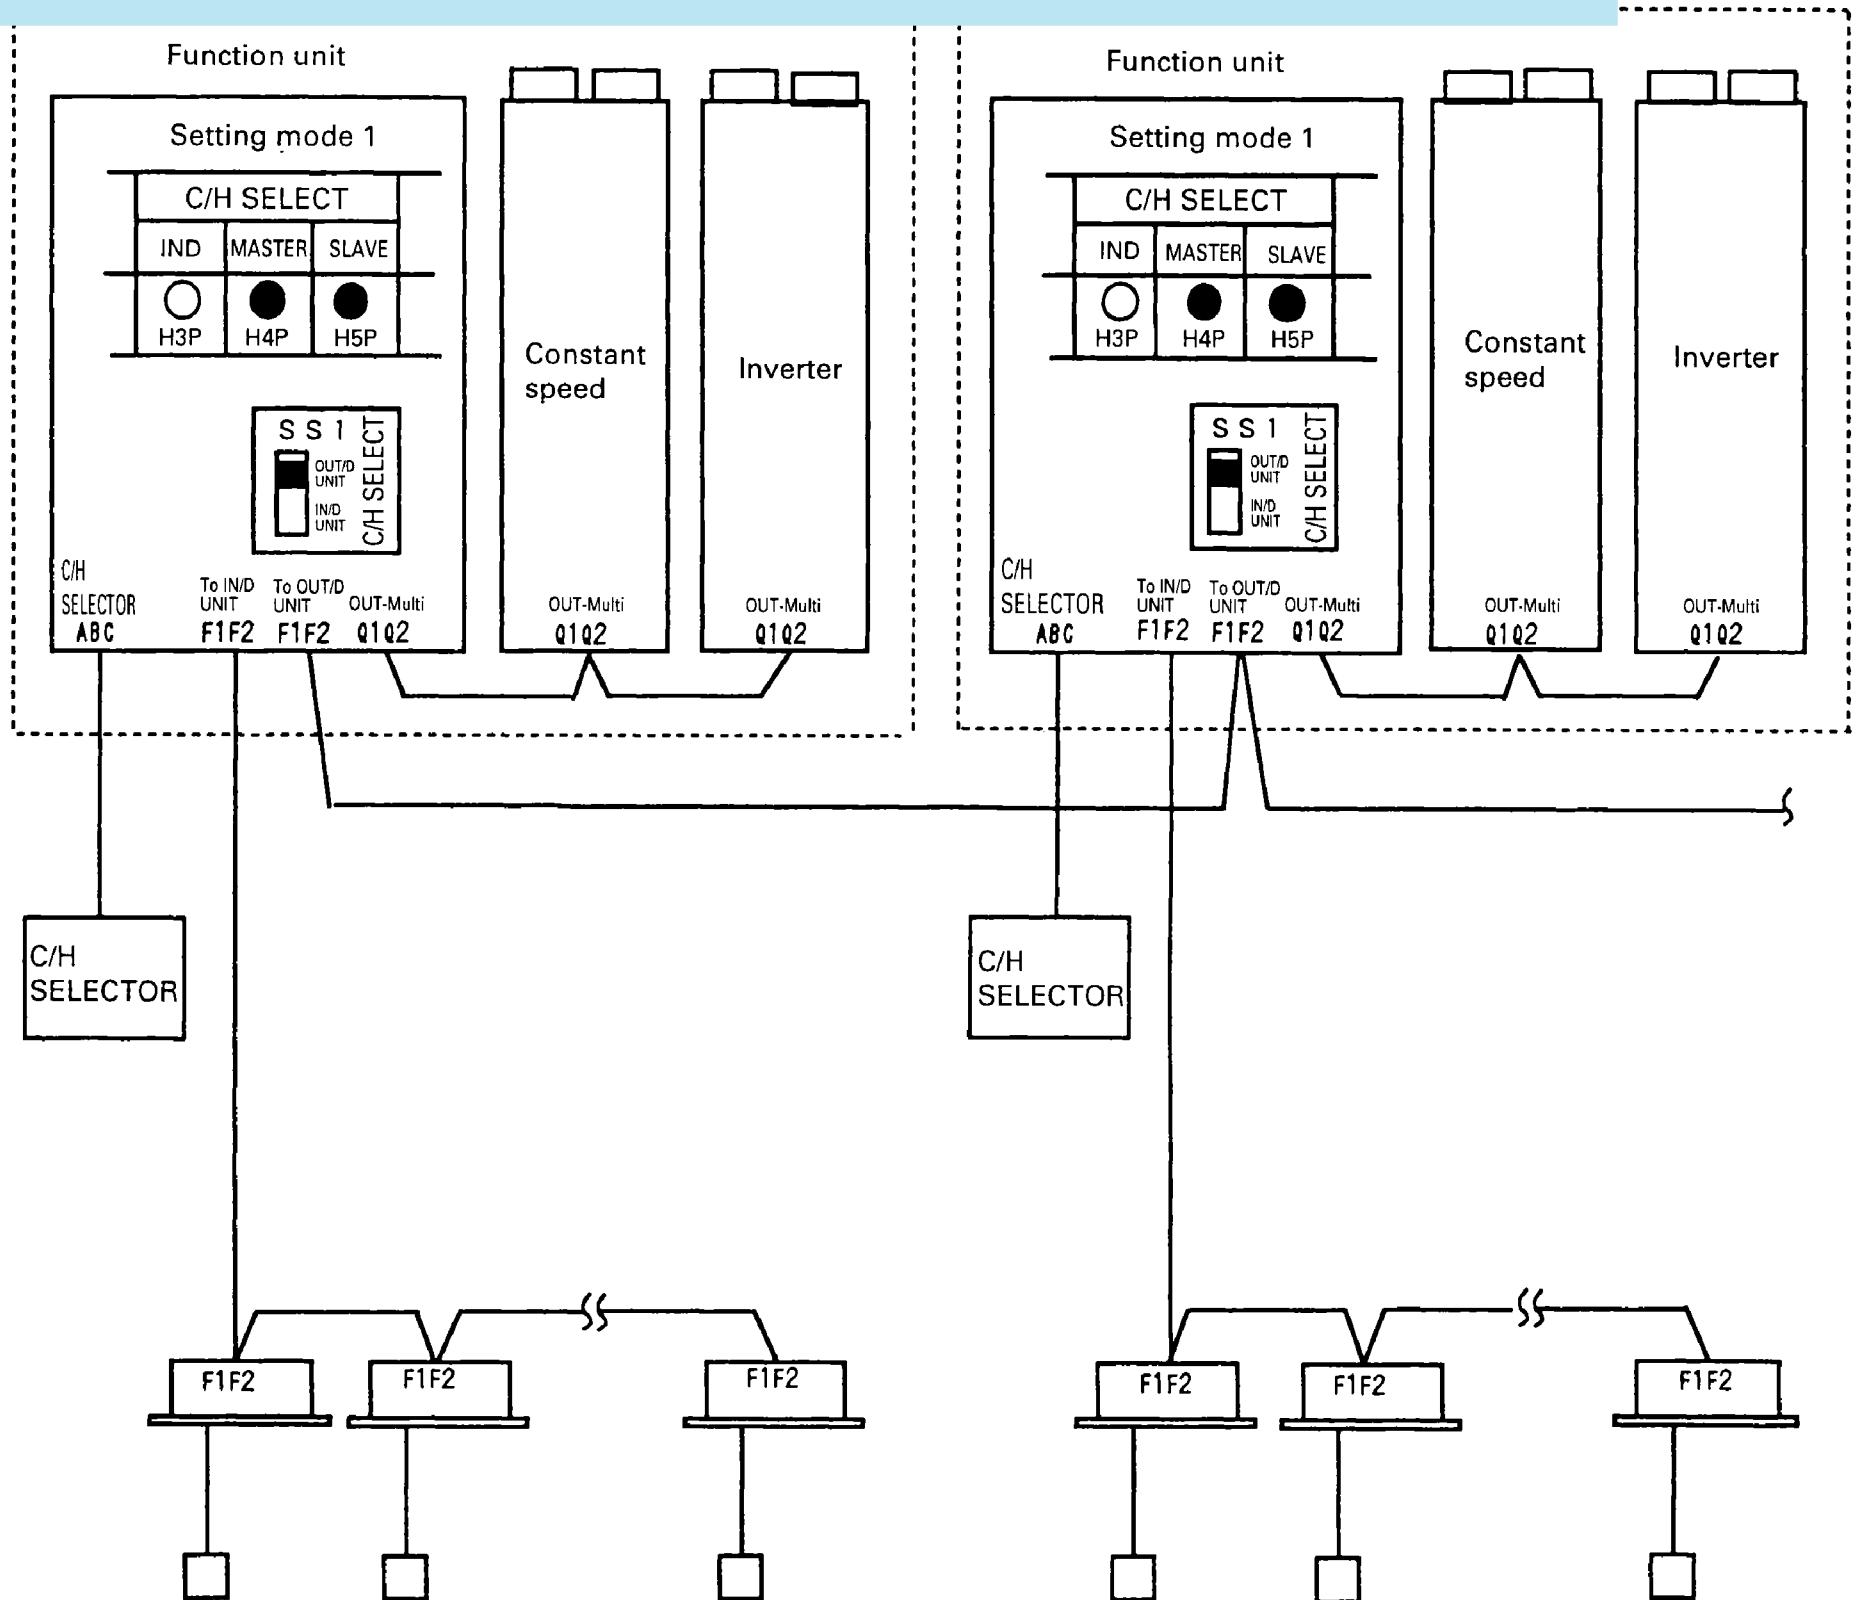 Function unit
Setting mode 1
C/H SELECT
IND MASTER SLAVE
H3P H4P H5P
Constant
speed
Inverter
S S 1
OUT/D
UNIT
IN/D
UNIT
C/H SELECT
C/H
SELECTOR
ABC
To IN/D
UNIT
F1F2
To OUT/D
UNIT
F1F2
OUT-Multi
Q1Q2
OUT-Multi
Q1Q2
OUT-Multi
Q1Q2
Function unit
Setting mode 1
C/H SELECT
IND MASTER SLAVE
H3P H4P H5P
Constant
speed
Inverter
S S 1
OUT/D
UNIT
IN/D
UNIT
C/H SELECT
C/H
SELECTOR
ABC
To IN/D
UNIT
F1F2
To OUT/D
UNIT
F1F2
OUT-Multi
Q1Q2
OUT-Multi
Q1Q2
OUT-Multi
Q1Q2
C/H
SELECTOR
C/H
SELECTOR
F1F2
F1F2
F1F2
F1F2
F1F2
F1F2